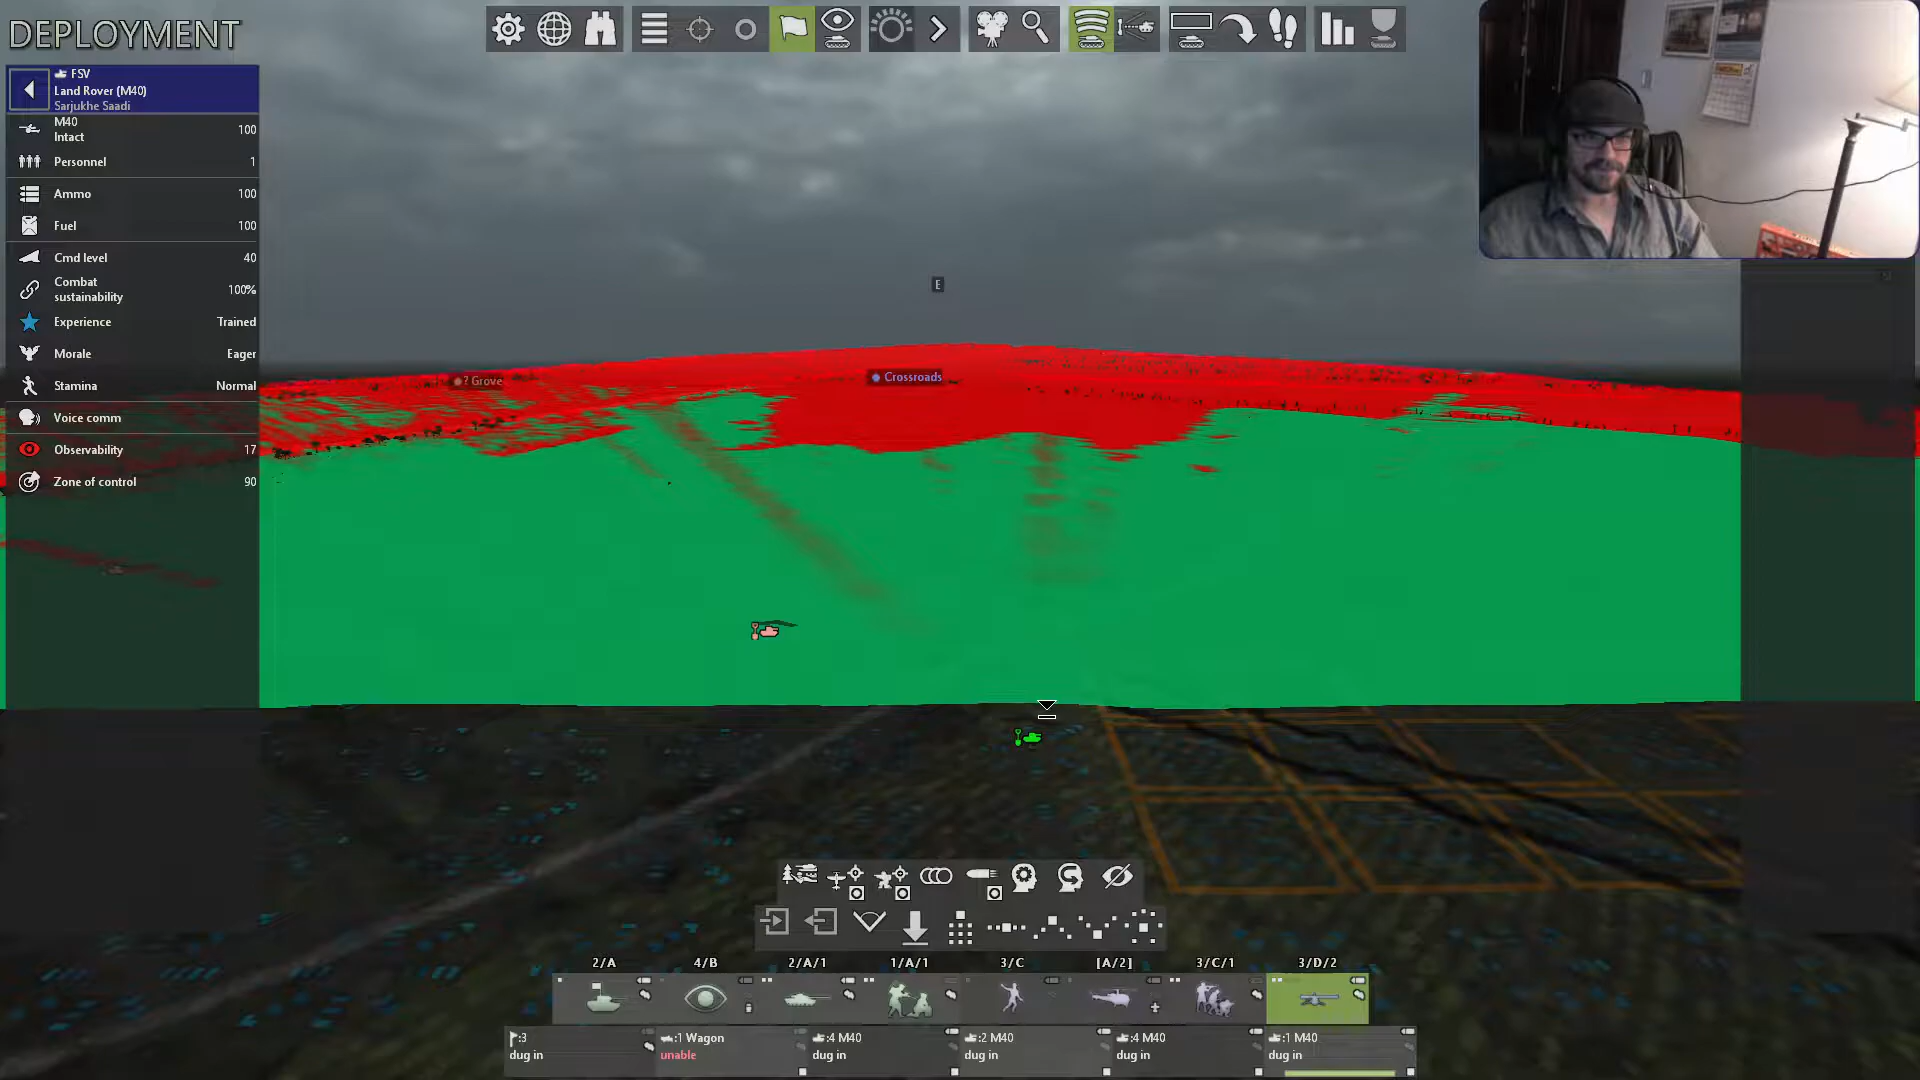 DEPLOYMENT
FSV
Land Rover (M40)
Sarjukhe Saadi
M40
Intact
100
Personnel 1
Ammo 100
Fuel 100
Cmd level 40
Combat
sustainability
100%
Experience Trained
Morale Eager
Stamina Normal
Voice comm
Observability 17
Zone of control 90
E
? Grove
Crossroads
2/A 4/B 2/A/1 1/A/1 3/C [A/2] 3/C/1 3/D/2
:3
dug in
:1 Wagon
unable
:4 M40
dug in
:2 M40
dug in
:4 M40
dug in
:1 M40
dug in